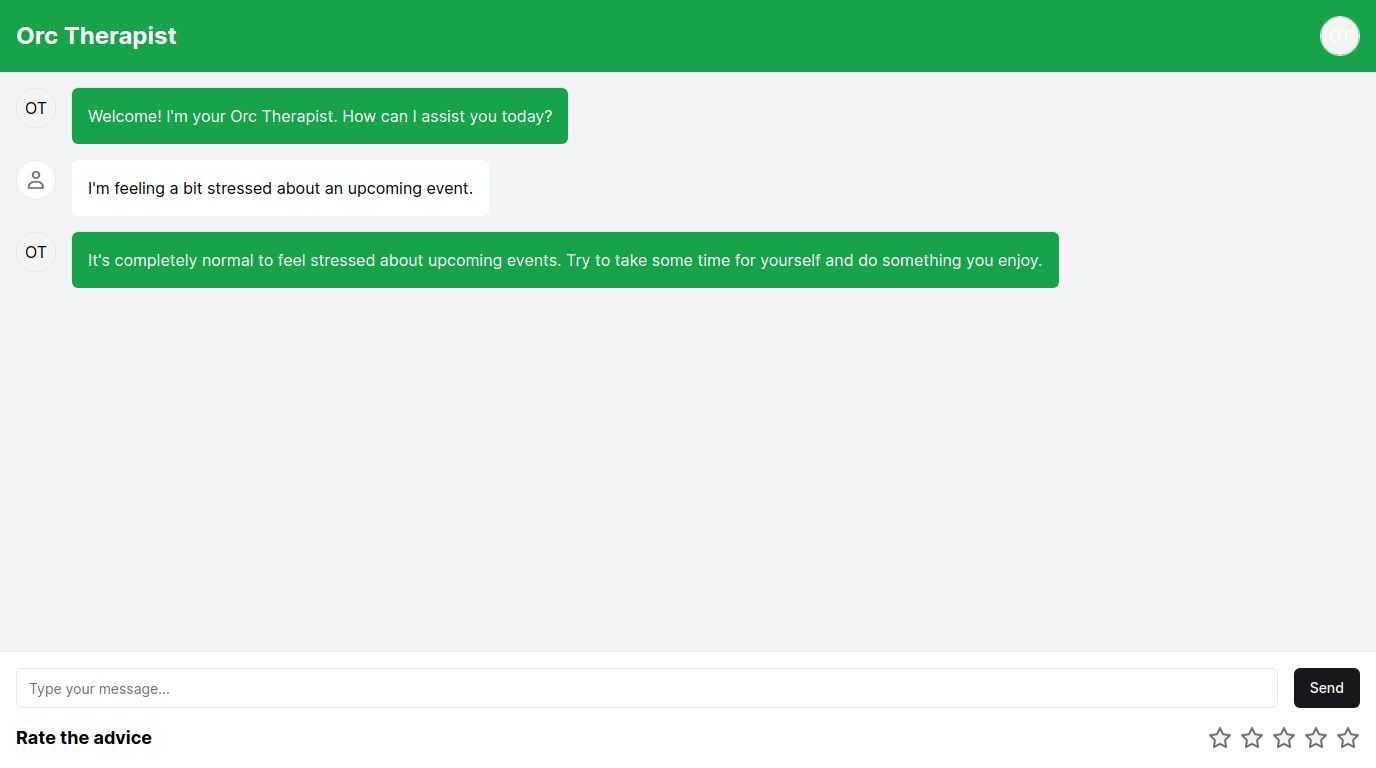 Orc Therapist
OT
OT
Welcome! I'm your Orc Therapist. How can I assist you today?
I'm feeling a bit stressed about an upcoming event.
OT
It's completely normal to feel stressed about upcoming events. Try to take some time for yourself and do something you enjoy.
Type your message...
Send
Rate the advice